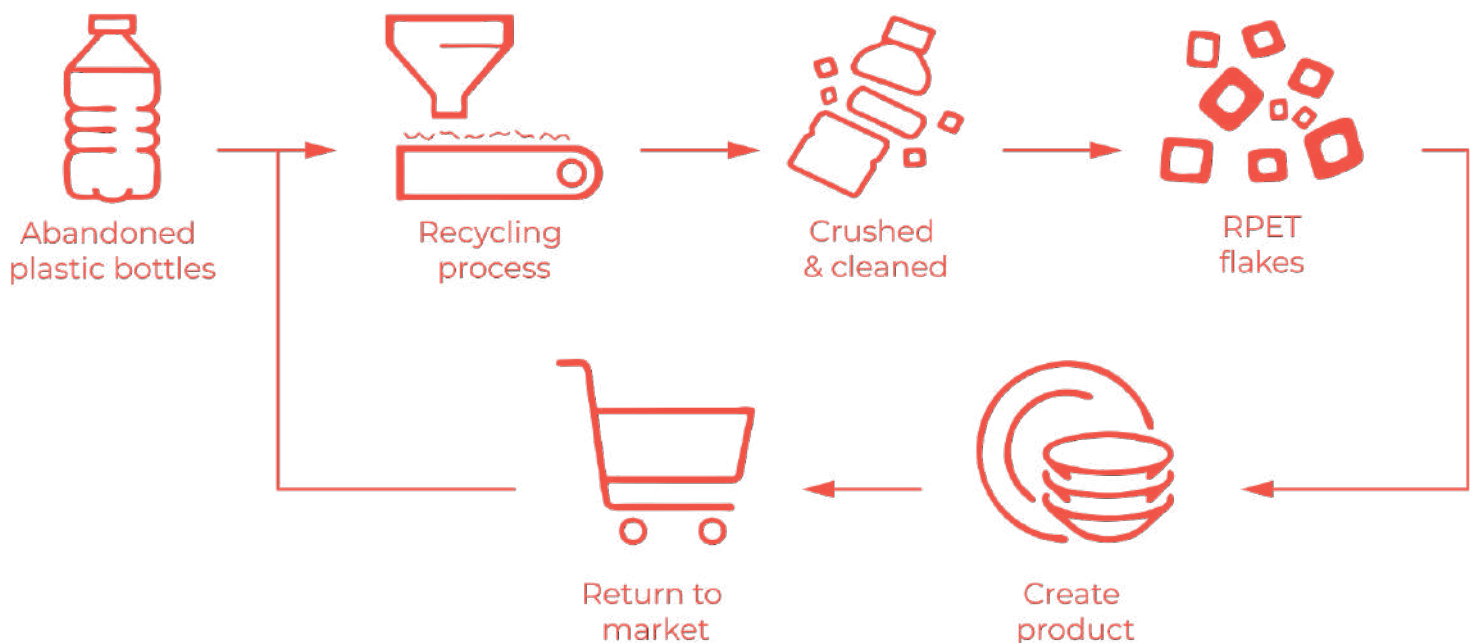 Abandoned
plastic bottles
Recycling
process
Crushed
& cleaned
RPET
flakes
Return to
market
Create
product